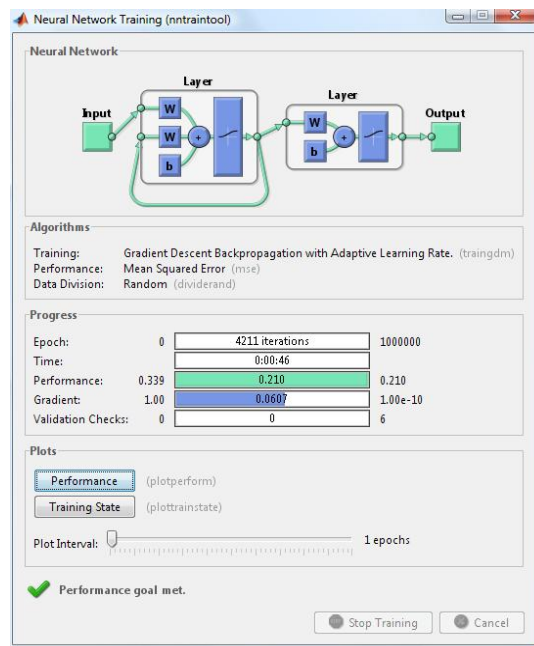 Neural Network Training (nntraintool)
Neural Network
Layer
Layer
Input
Output
W
W
b
+
W
b
+
Algorithms
Training: Gradient Descent Backpropagation with Adaptive Learning Rate. (traingdm)
Performance: Mean Squared Error (mse)
Data Division: Random (dividerand)
Progress
Epoch: 0 4211 iterations 1000000
Time: 0:00:46
Performance: 0.339 0.210 0.210
Gradient: 1.00 0.0607 1.00e-10
Validation Checks: 0 0 6
Plots
Performance (plotperform)
Training State (plottrainstate)
Plot Interval: 1 epochs
Performance goal met.
Stop Training Cancel